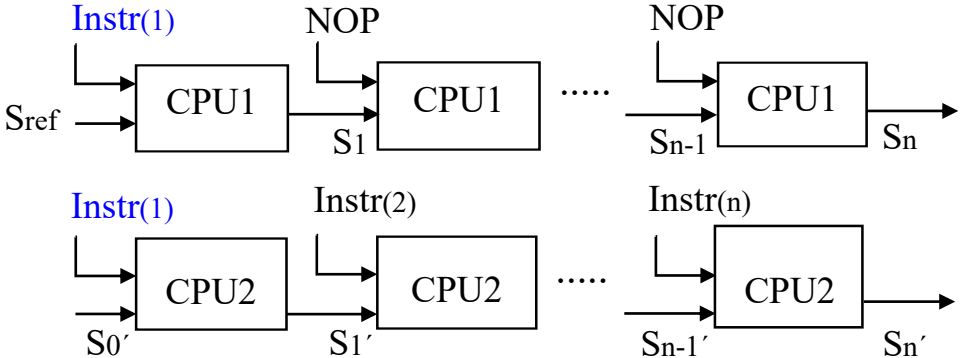 Instr(1) NOP NOP
CPU1 CPU1 ..... CPU1
Sref S1 Sn-1 Sn
Instr(1) Instr(2) Instr(n)
CPU2 CPU2 ..... CPU2
S0´ S1´ Sn-1´ Sn´